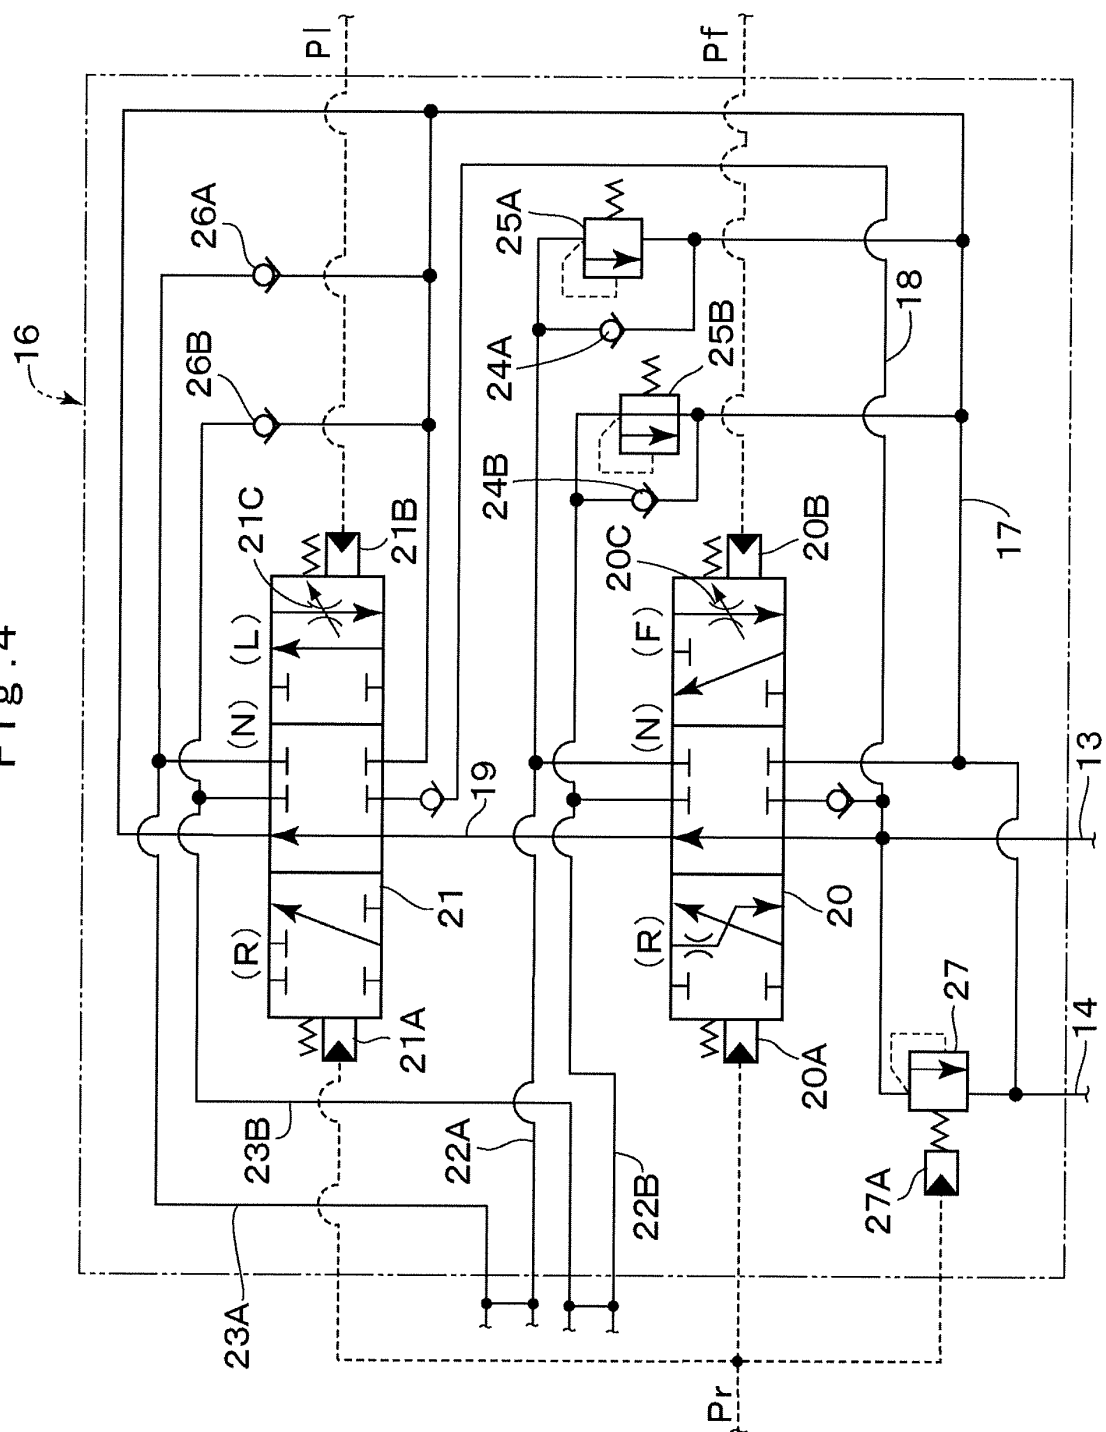 Fig.4
16
Pl
Pf
26A
26B
25A
24A
25B
24B
18
17
21C
21B
20C
20B
(L)
(N)
(R)
(F)
(N)
(R)
19
13
21
20
21A
20A
27
14
27A
23B
22A
22B
23A
Pr